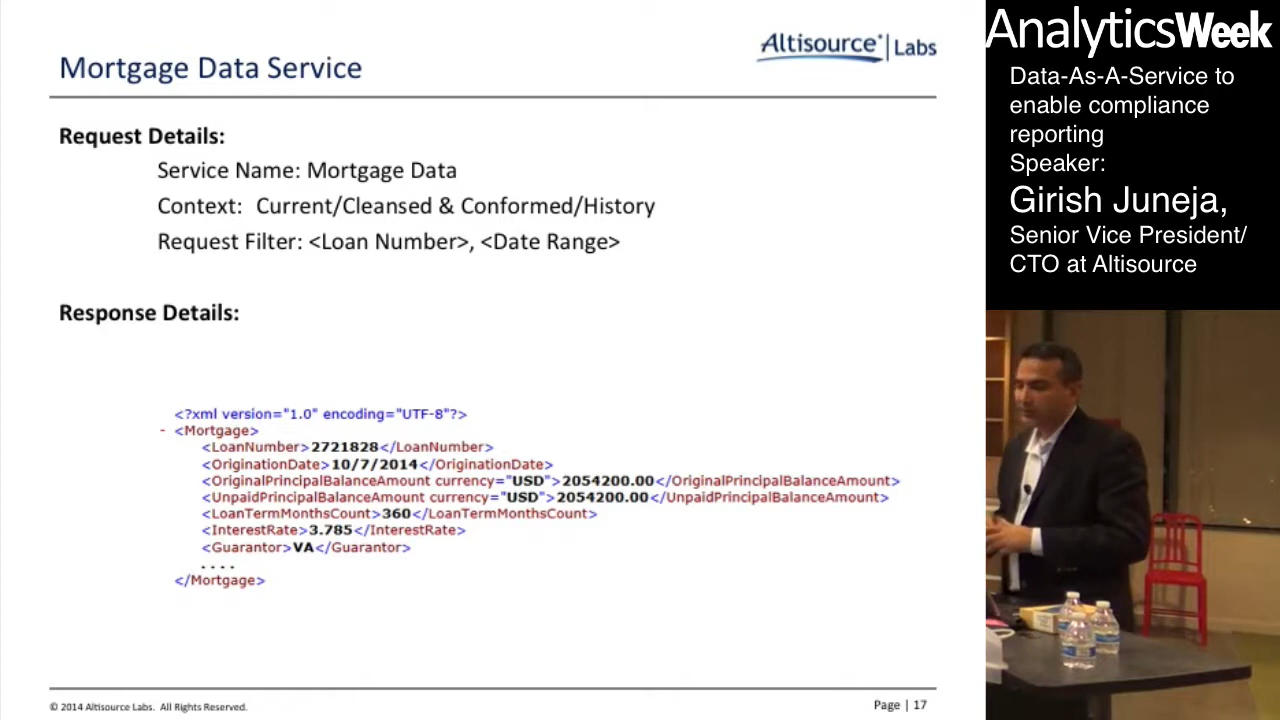 Mortgage Data Service
Altisource® | Labs
Request Details:
Service Name: Mortgage Data
Context: Current/Cleansed & Conformed/History
Request Filter: <Loan Number>, <Date Range>
Response Details:
<?xml version="1.0" encoding="UTF-8"?>
- <Mortgage>
<LoanNumber>2721828</LoanNumber>
<OriginationDate>10/7/2014</OriginationDate>
<OriginalPrincipalBalanceAmount currency="USD">2054200.00</OriginalPrincipalBalanceAmount>
<UnpaidPrincipalBalanceAmount currency="USD">2054200.00</UnpaidPrincipalBalanceAmount>
<LoanTermMonthsCount>360</LoanTermMonthsCount>
<InterestRate>3.785</InterestRate>
<Guarantor>VA</Guarantor>
....
</Mortgage>
© 2014 Altisource Labs. All Rights Reserved.
Page | 17
AnalyticsWeek
Data-As-A-Service to
enable compliance
reporting
Speaker:
Girish Juneja,
Senior Vice President/
CTO at Altisource